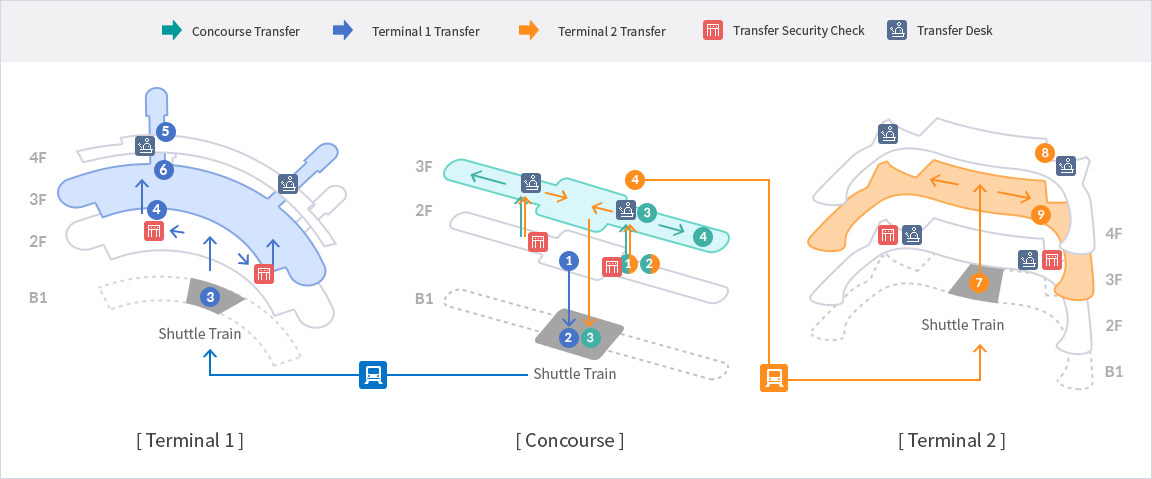 Concourse Transfer
Terminal 1 Transfer
Terminal 2 Transfer
Transfer Security Check
Transfer Desk
4F
3F
2F
B1
5
6
4
3
Shuttle Train
3F
2F
B1
4
3
4
1
1
2
2
3
Shuttle Train
8
9
7
Shuttle Train
4F
3F
2F
B1
[ Terminal 1 ]
[ Concourse ]
[ Terminal 2 ]